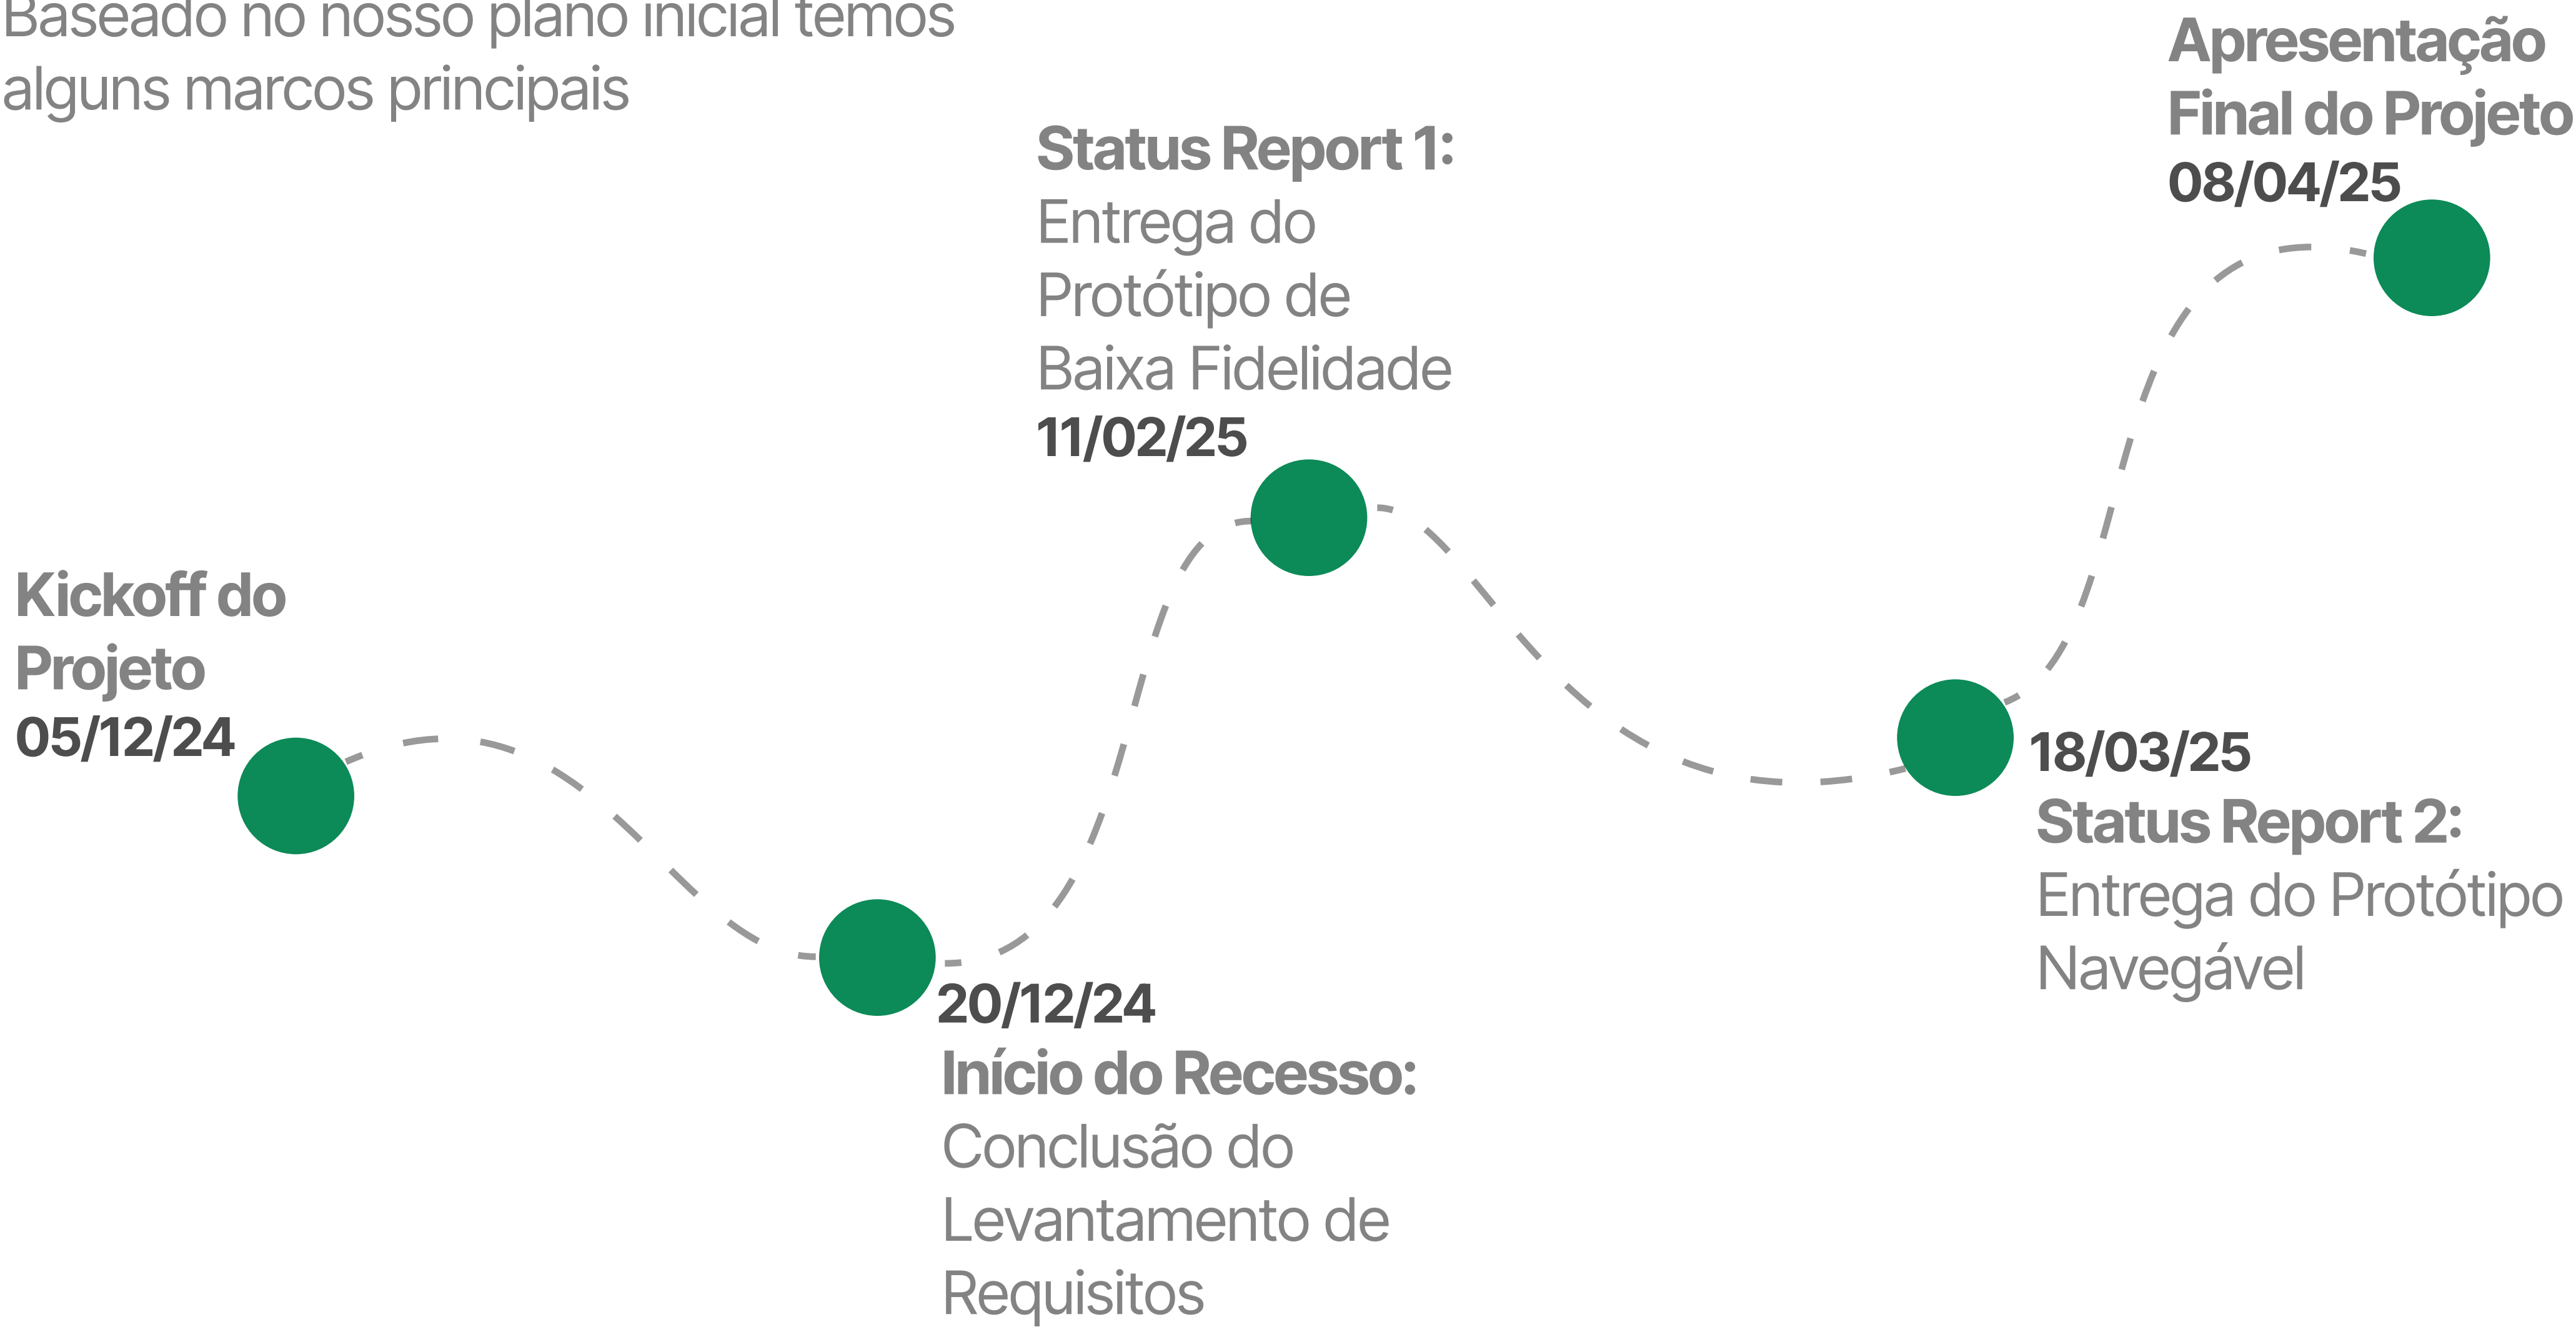 Baseado no nosso plano inicial temos
alguns marcos principais
Kickoff do
Projeto
05/12/24
20/12/24
Início do Recesso:
Conclusão do
Levantamento de
Requisitos
Status Report 1:
Entrega do
Protótipo de
Baixa Fidelidade
11/02/25
18/03/25
Status Report 2:
Entrega do Protótipo
Navegável
Apresentação
Final do Projeto
08/04/25